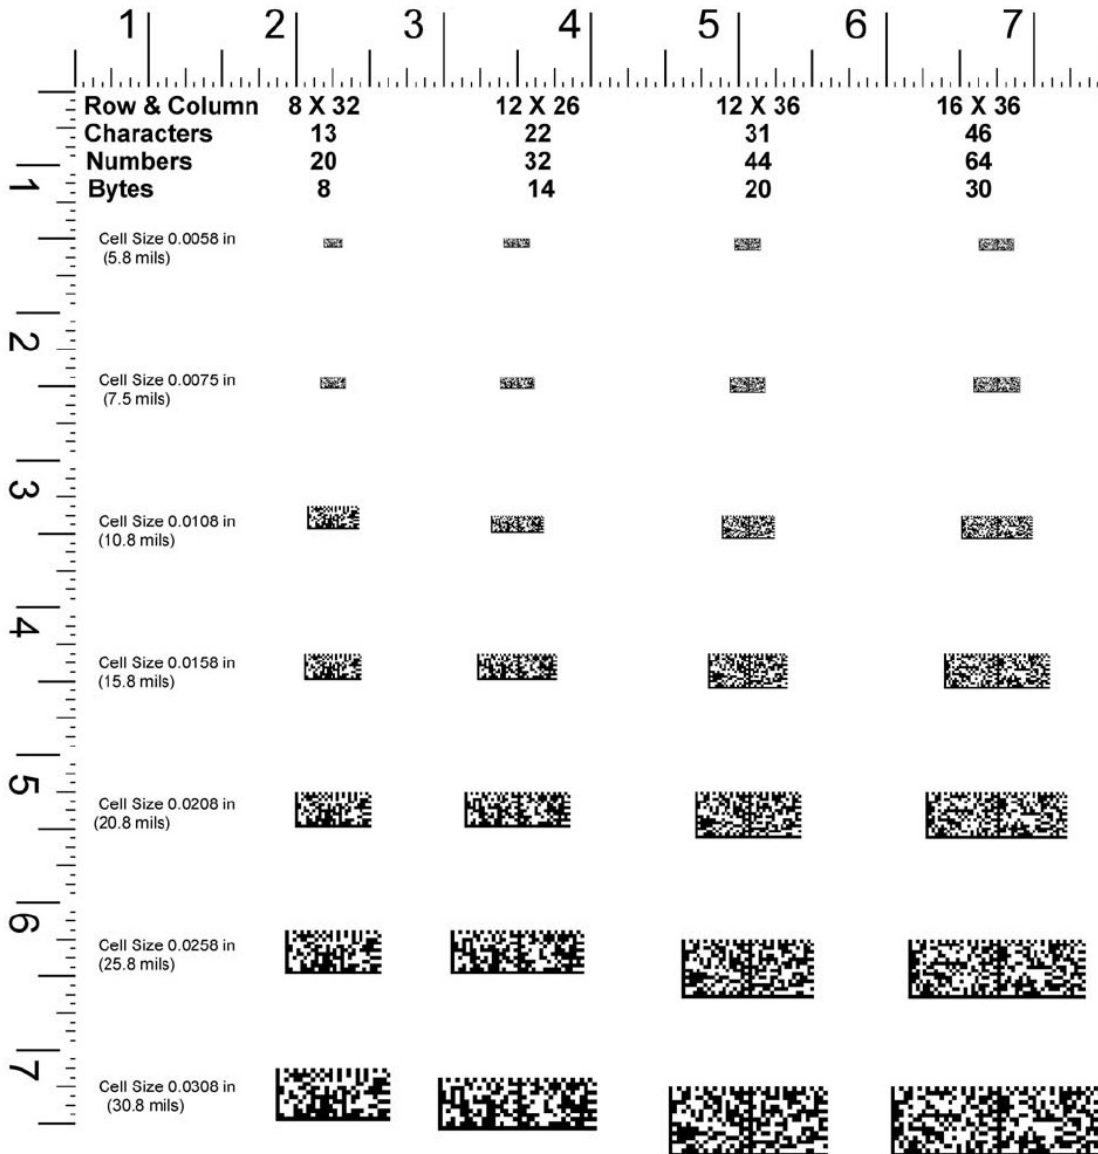 1 2 3 4 5 6 7
Row & Column 8 X 32 12 X 26 12 X 36 16 X 36
Characters 13 22 31 46
Numbers 20 32 44 64
Bytes 8 14 20 30
1
Cell Size 0.0058 in
(5.8 mils)
2
Cell Size 0.0075 in
(7.5 mils)
3
Cell Size 0.0108 in
(10.8 mils)
4
Cell Size 0.0158 in
(15.8 mils)
5
Cell Size 0.0208 in
(20.8 mils)
6
Cell Size 0.0258 in
(25.8 mils)
7
Cell Size 0.0308 in
(30.8 mils)